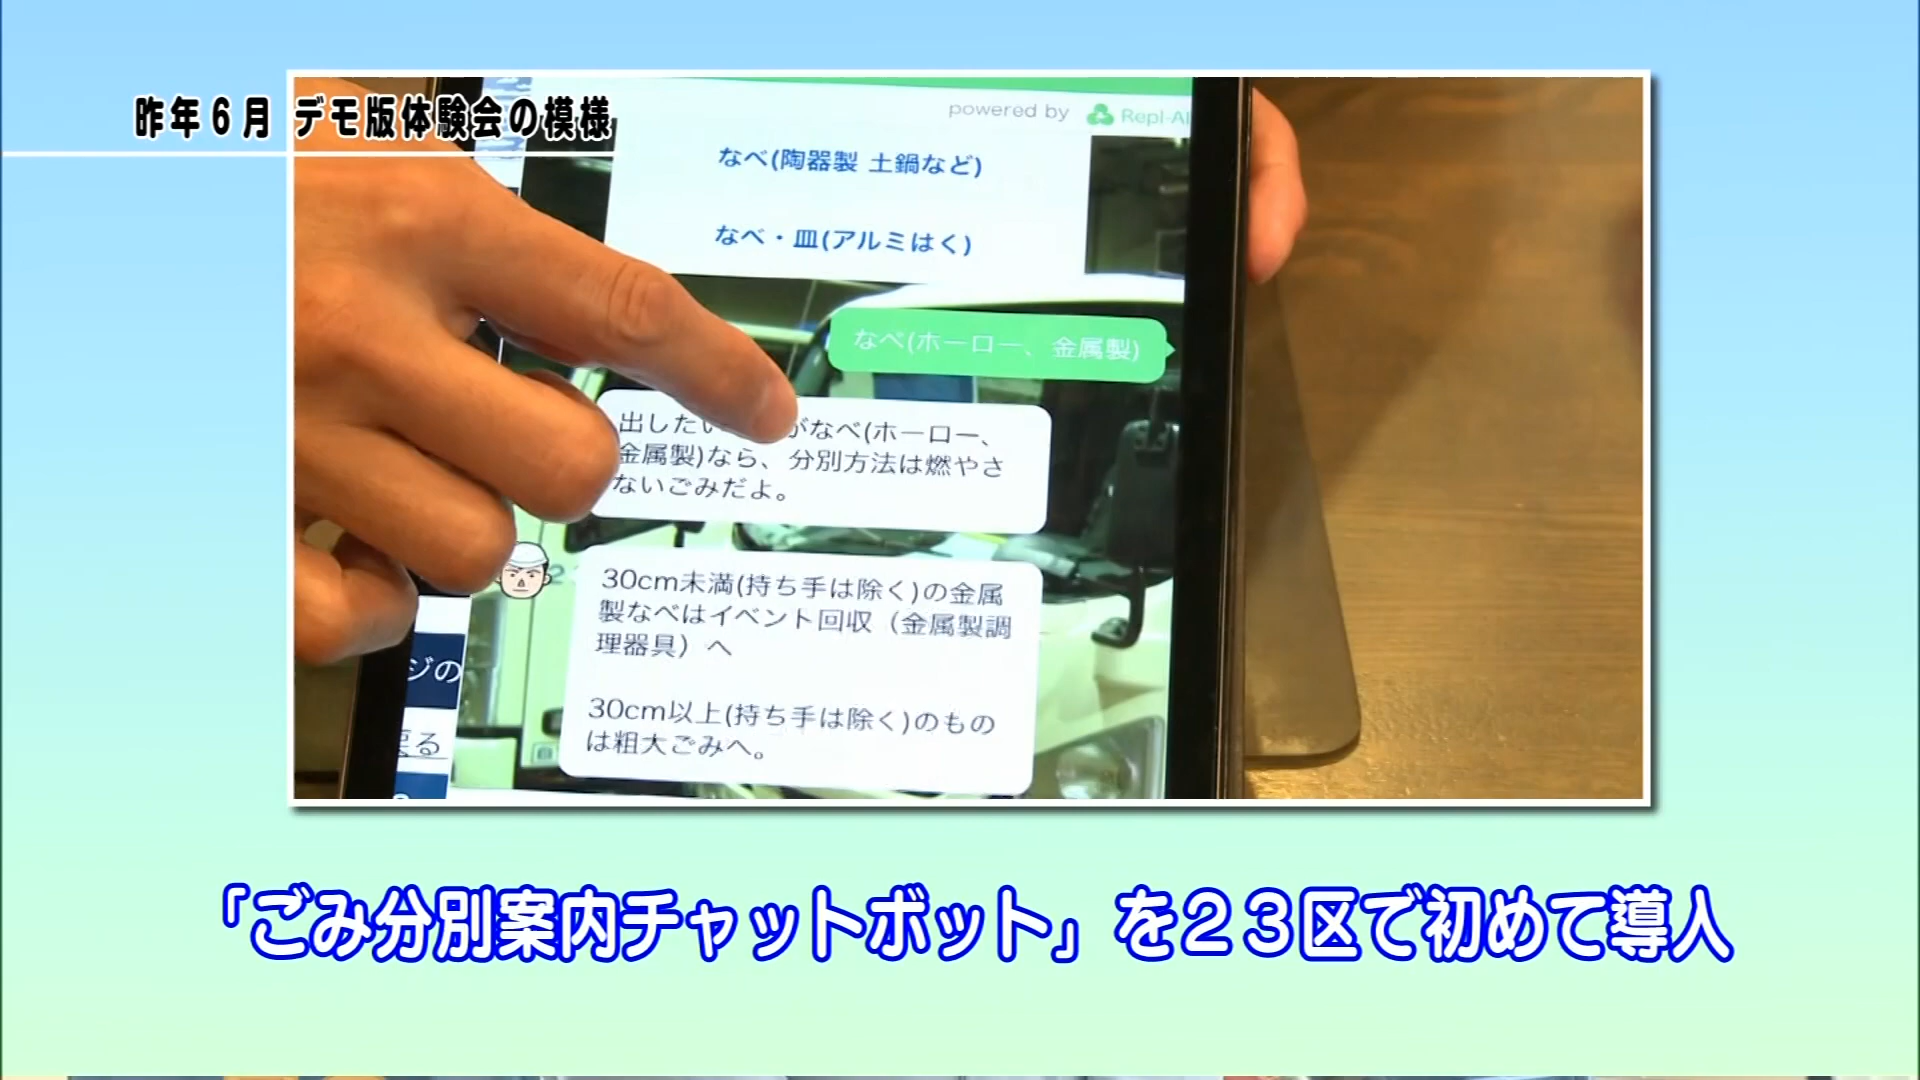 昨年６月 デモ版体験会の模様
powered by Repl-AI
なべ(陶器製 土鍋など)
なべ・皿(アルミはく)
なべ(ホーロー、金属製)
出したい がなべ(ホーロー、
金属製)なら、分別方法は燃やさ
ないごみだよ。
30cm未満(持ち手は除く)の金属
製なべはイベント回収（金属製調
理器具）へ
30cm以上(持ち手は除く)のもの
は粗大ごみへ。
ジの
戻る
「ごみ分別案内チャットボット」を２３区で初めて導入